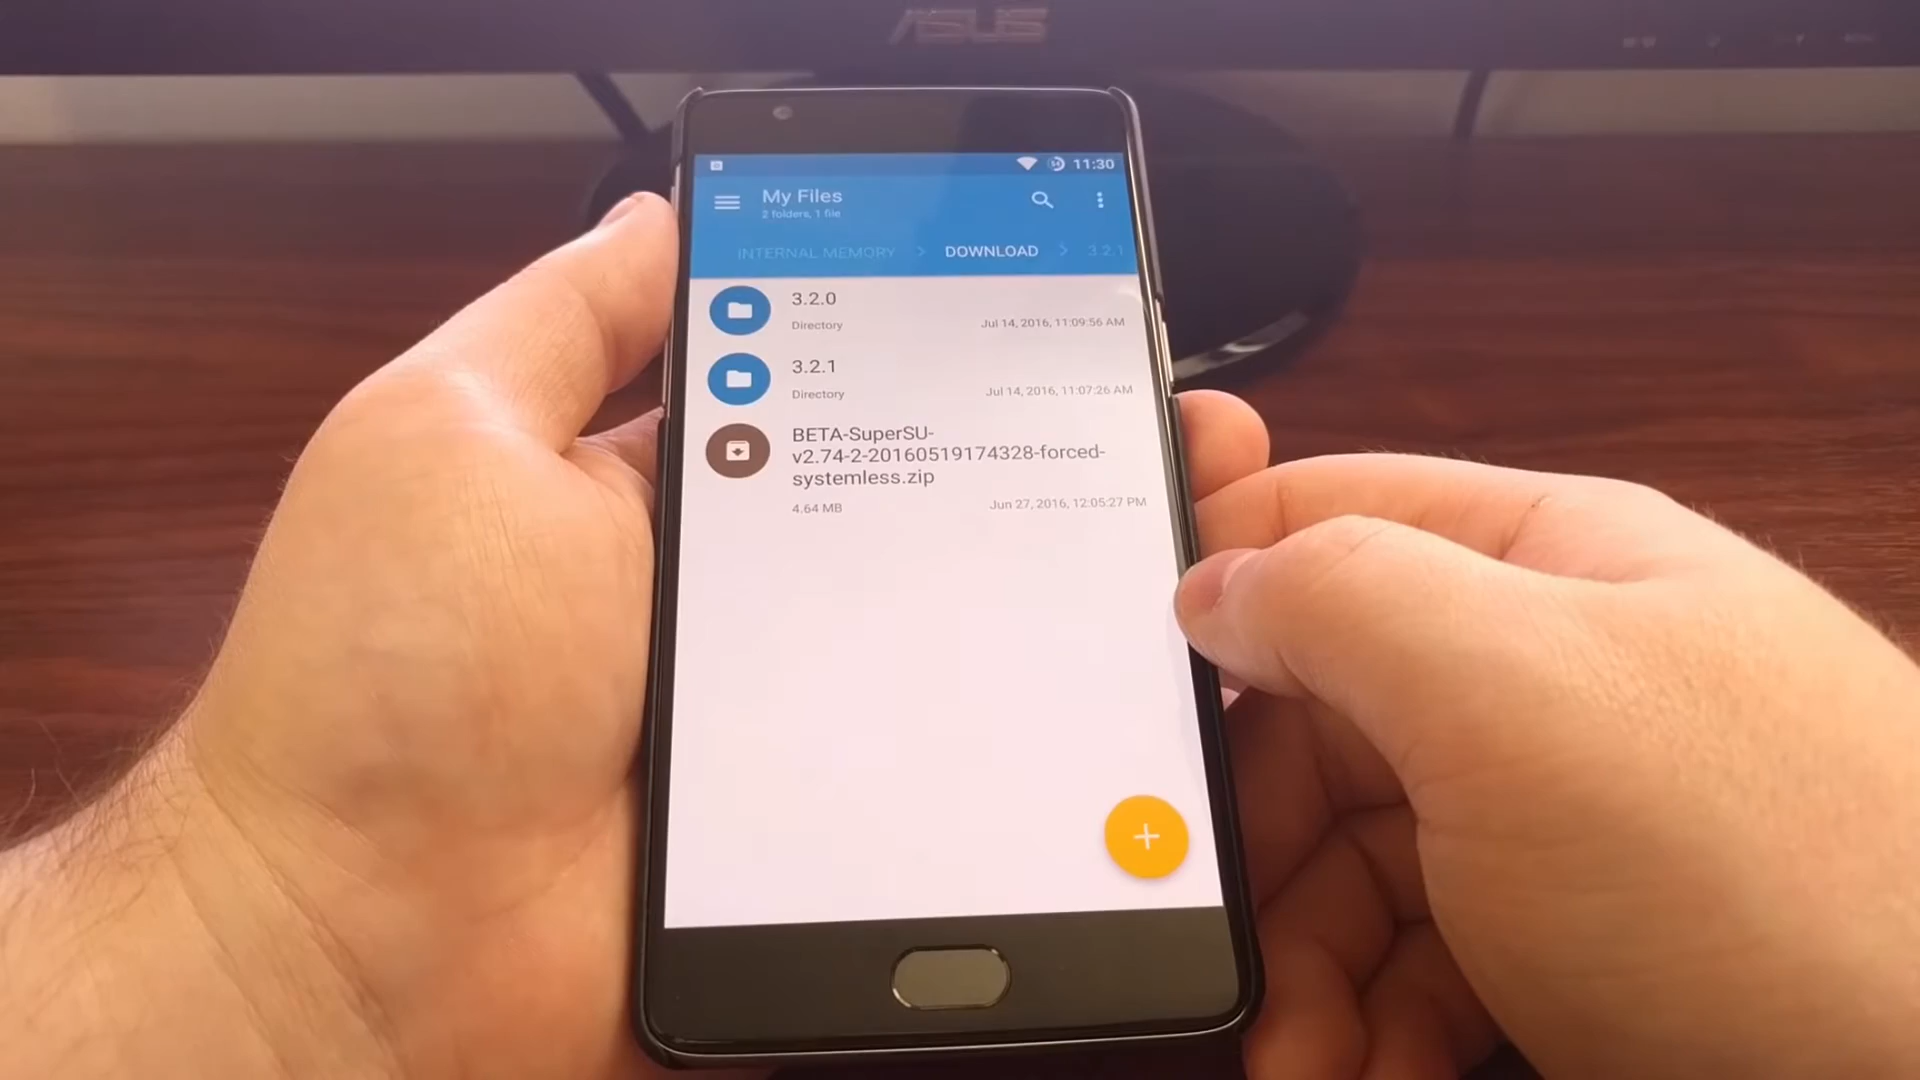 ASUS
11:30
My Files
2 folders, 1 file
INTERNAL MEMORY > DOWNLOAD > 3.2.1
3.2.0
Directory Jul 14, 2016, 11:09:56 AM
3.2.1
Directory Jul 14, 2016, 11:07:26 AM
BETA-SuperSU-
v2.74-2-20160519174328-forced-
systemless.zip
4.64 MB Jun 27, 2016, 12:05:27 PM